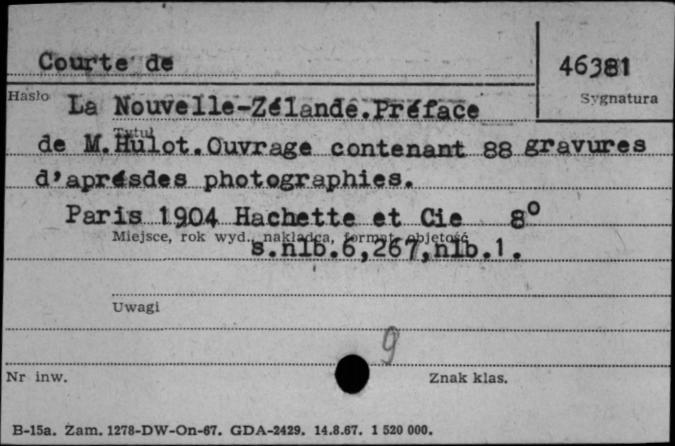 Courte de
46381
Hasło
Sygnatura
La Nouvelle-Zélande.Préface
Tytuł
de M.Hulot.Ouvrage contenant 88 gravures
d'aprésdes photographies.
Paris 1904 Hachette et Cie 8°
Miejsce, rok wyd., nakładca, format, objętość
s.nlb.6,267,nlb.1.
Uwagi
9
Nr inw.
Znak klas.
B-15a. Zam. 1278-DW-On-67. GDA-2429. 14.8.67. 1 520 000.